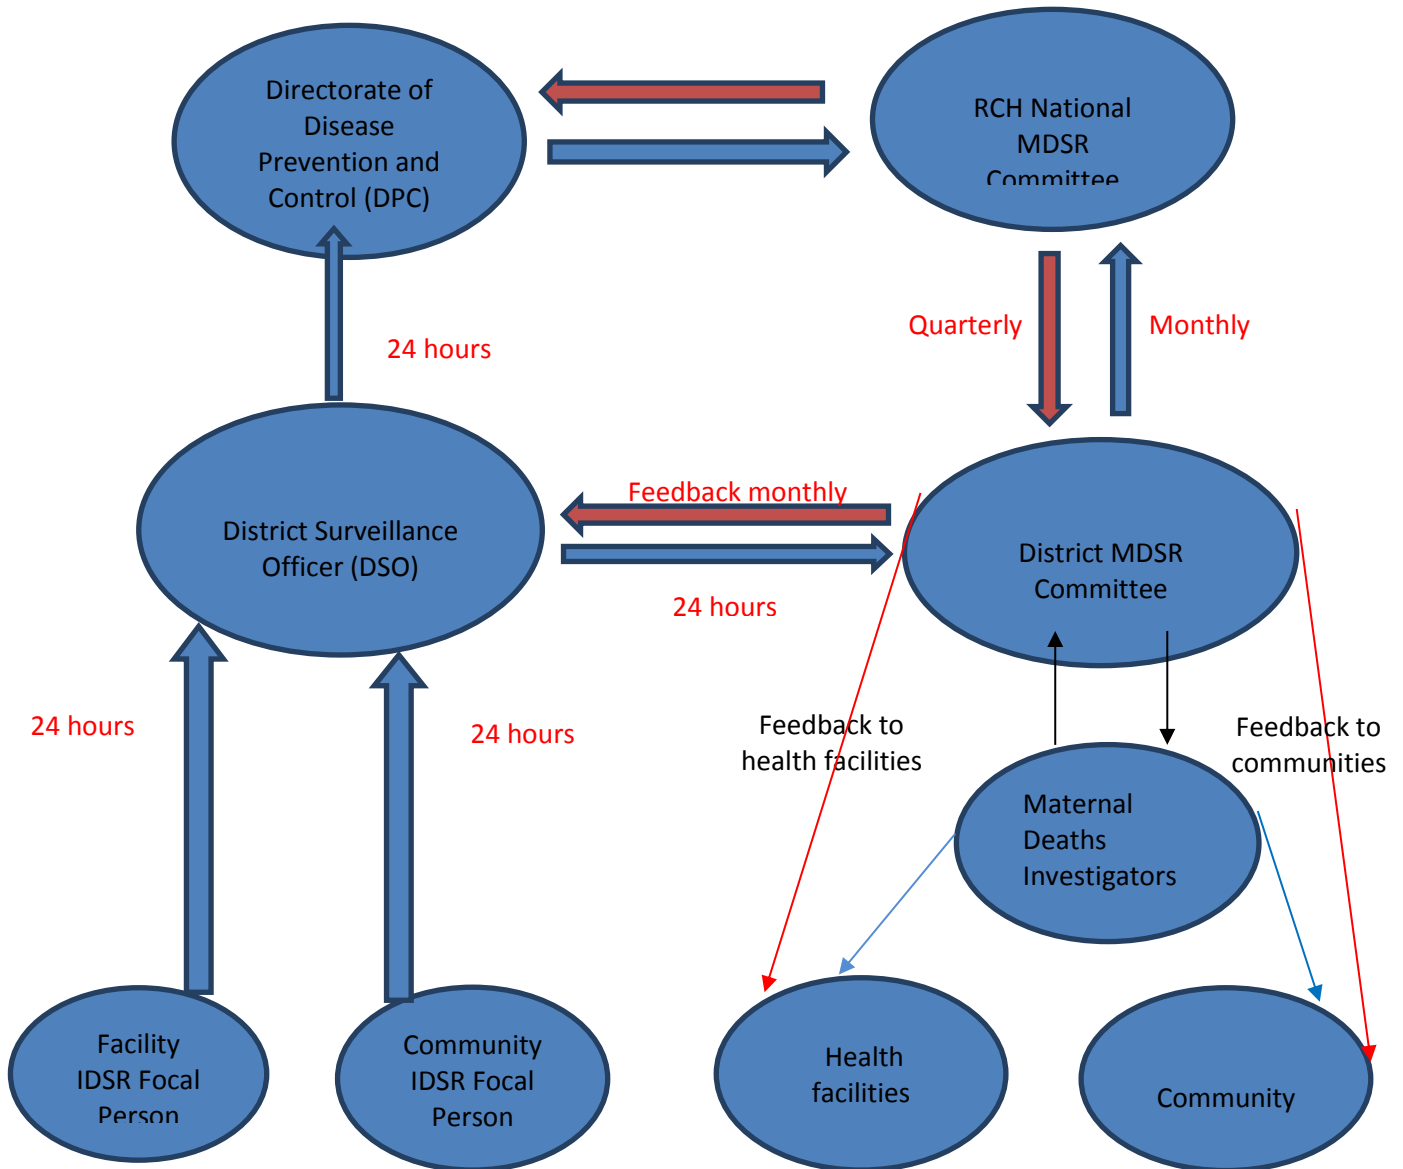 Directorate of
Disease
Prevention and
Control (DPC)
RCH National
MDSR
Committee
Quarterly
Monthly
24 hours
Feedback monthly
District Surveillance
Officer (DSO)
District MDSR
Committee
24 hours
24 hours
24 hours
Feedback to
health facilities
Feedback to
communities
Maternal
Deaths
Investigators
Facility
IDSR Focal
Person
Community
IDSR Focal
Person
Health
facilities
Community